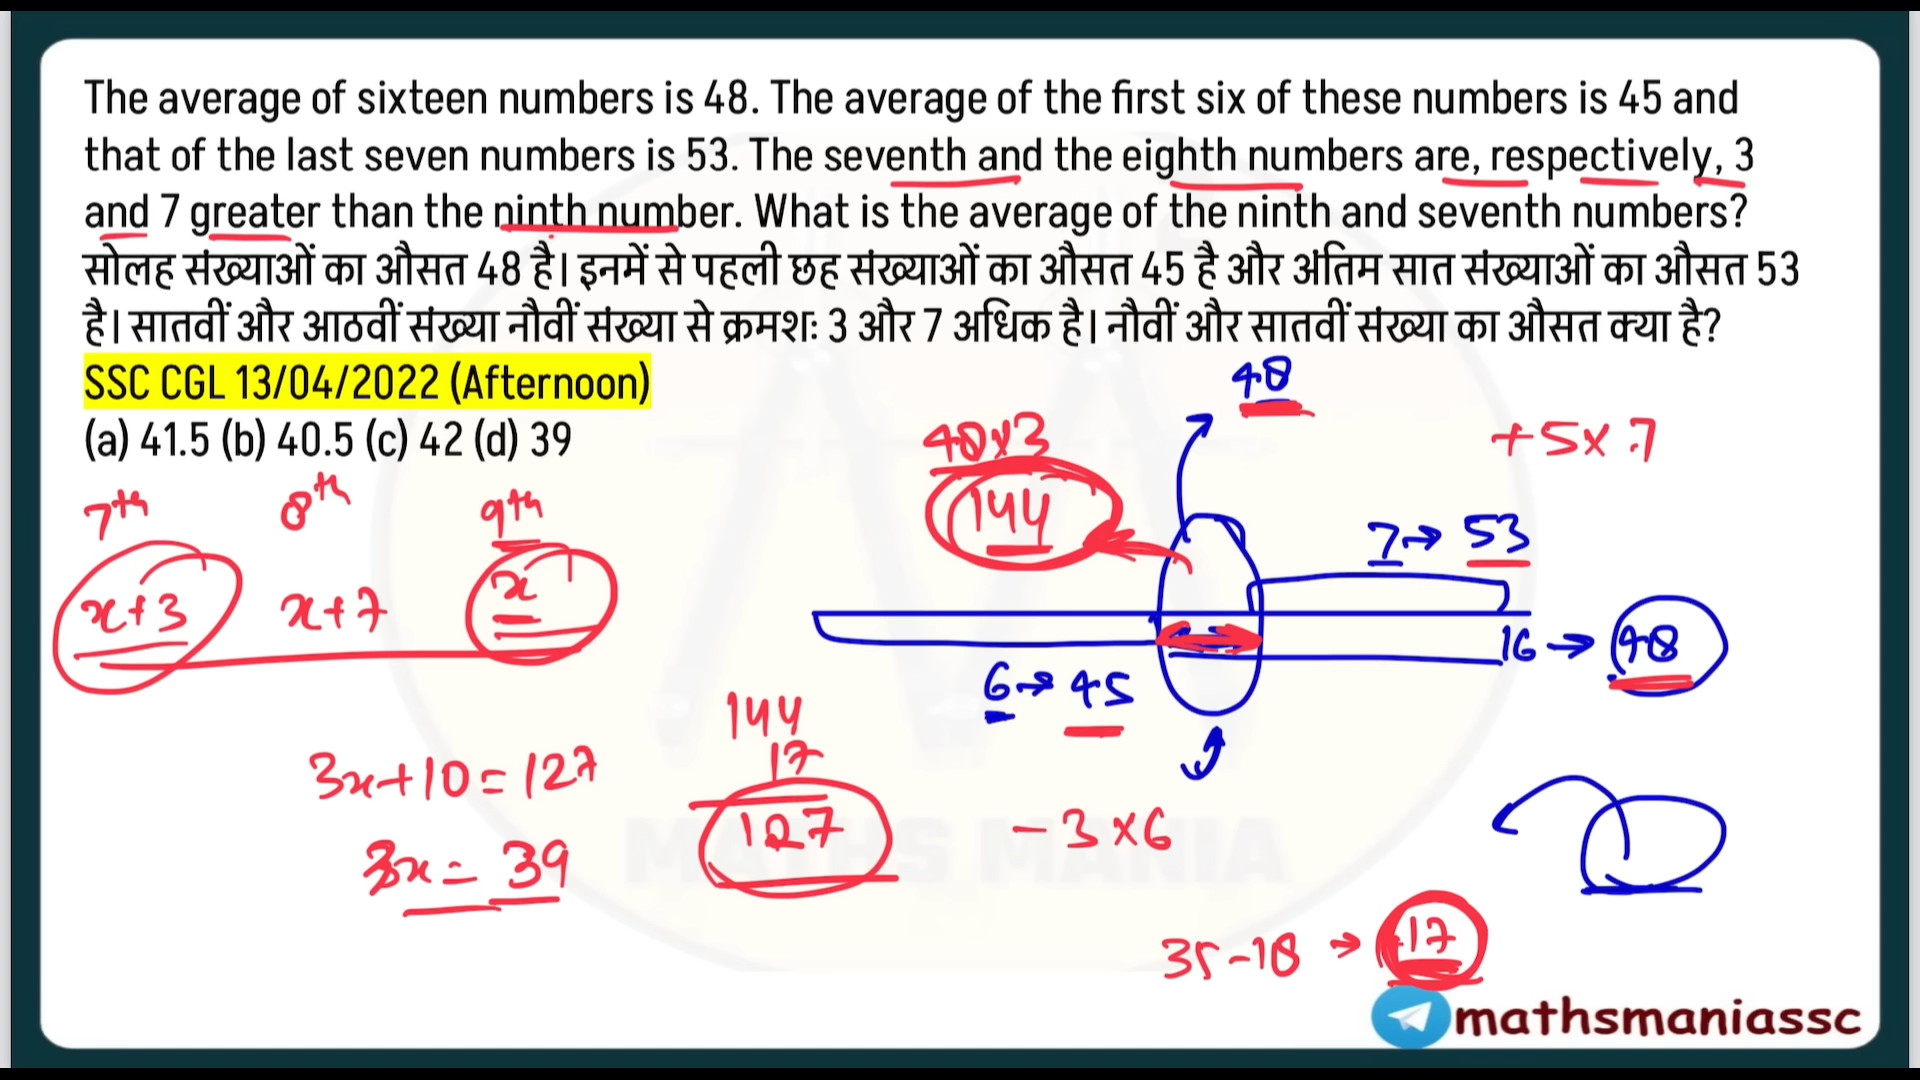 The average of sixteen numbers is 48. The average of the first six of these numbers is 45 and
that of the last seven numbers is 53. The seventh and the eighth numbers are, respectively, 3
and 7 greater than the ninth number. What is the average of the ninth and seventh numbers?
सोलह संख्याओं का औसत 48 है। इनमें से पहली छह संख्याओं का औसत 45 है और अंतिम सात संख्याओं का औसत 53
है। सातवीं और आठवीं संख्या नौवीं संख्या से क्रमशः 3 और 7 अधिक है। नौवीं और सातवीं संख्या का औसत क्या है?
SSC CGL 13/04/2022 (Afternoon)
(a) 41.5 (b) 40.5 (c) 42 (d) 39
48
48×3
+5×7
7th 8th 9th
144
7→53
x+3 x+7 x
16→48
6→45
144
17
127
3x+10=127
-3×6
3x=39
35-18→+17
MATHS MANIA
mathsmaniassc